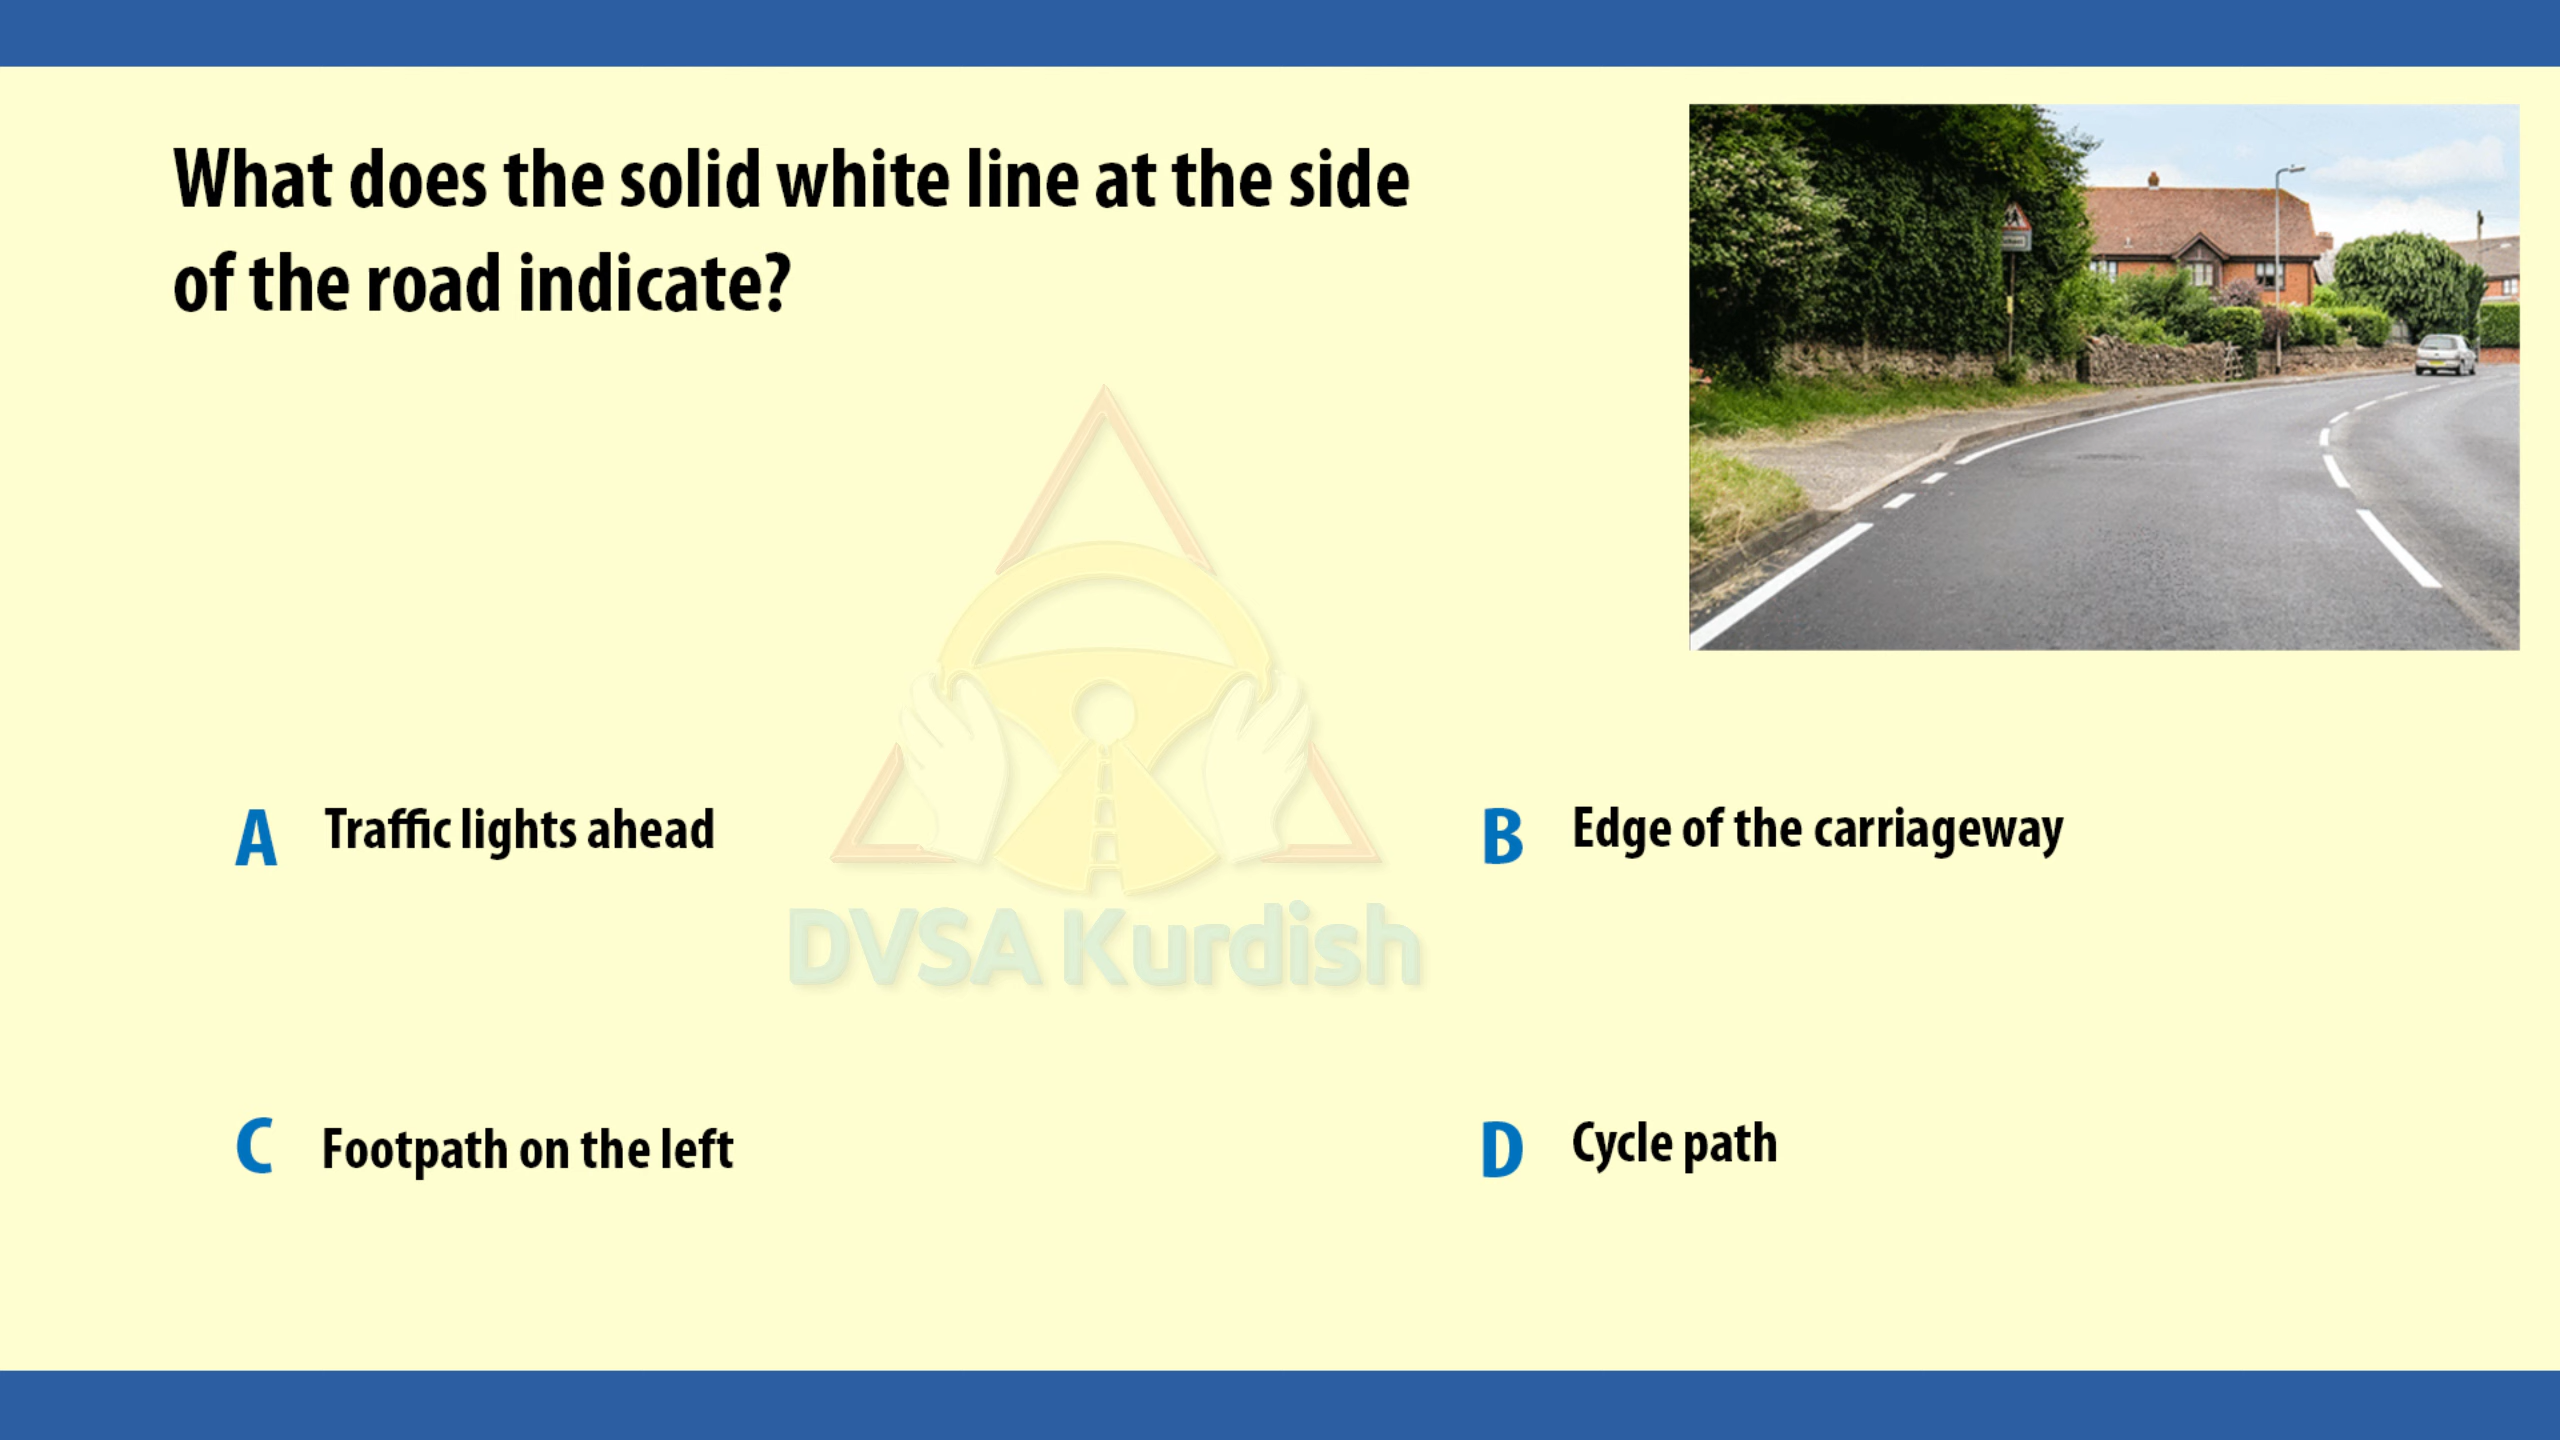 What does the solid white line at the side
of the road indicate?
A Traffic lights ahead
B Edge of the carriageway
DVSA Kurdish
C Footpath on the left
D Cycle path